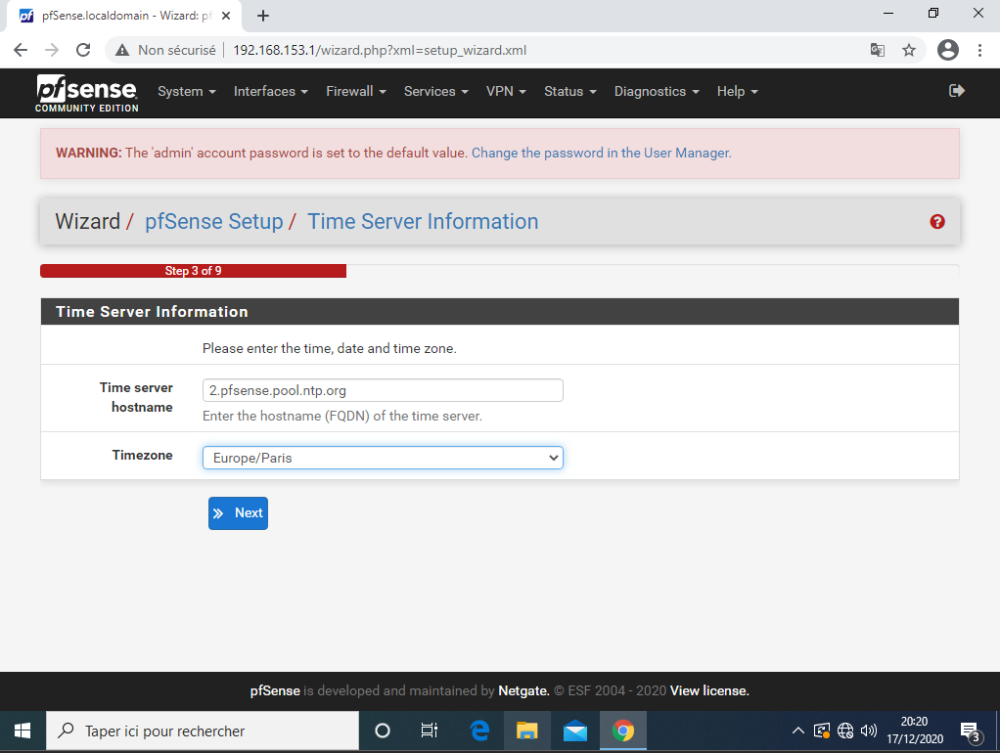 pfSense.localdomain - Wizard: pf
Non sécurisé 192.168.153.1/wizard.php?xml=setup_wizard.xml
pfsense
COMMUNITY EDITION
System Interfaces Firewall Services VPN Status Diagnostics Help
WARNING: The 'admin' account password is set to the default value. Change the password in the User Manager.
Wizard / pfSense Setup / Time Server Information
Step 3 of 9
Time Server Information
Please enter the time, date and time zone.
Time server
hostname
2.pfsense.pool.ntp.org
Enter the hostname (FQDN) of the time server.
Timezone
Europe/Paris
Next
pfSense is developed and maintained by Netgate. © ESF 2004 - 2020 View license.
Taper ici pour rechercher
20:20
17/12/2020
3